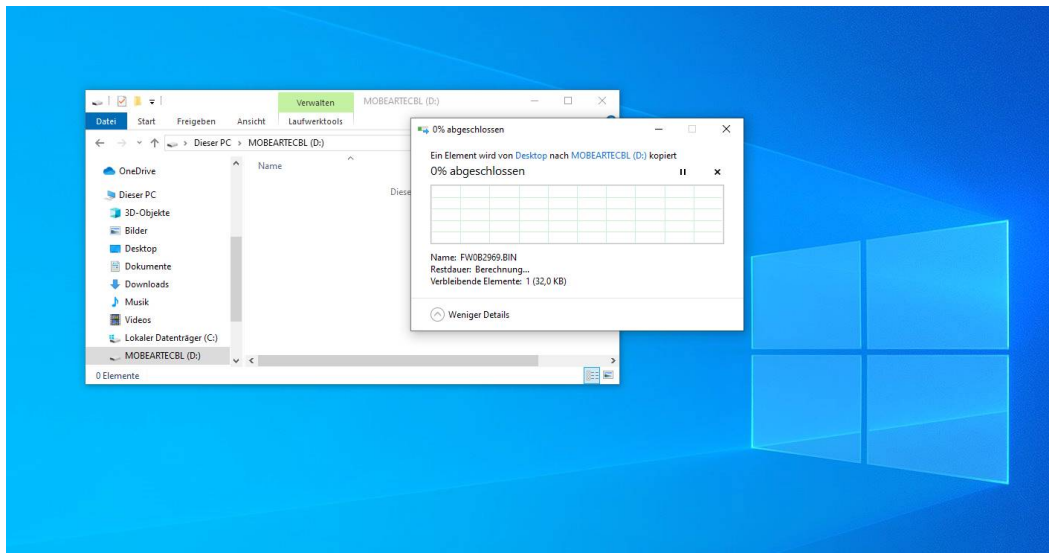 Verwalten MOBEARTECBL (D:)
Datei Start Freigeben Ansicht Laufwerktools
Dieser PC > MOBEARTECBL (D:)
Name
OneDrive
Dieser PC
3D-Objekte
Bilder
Desktop
Dokumente
Downloads
Musik
Videos
Lokaler Datenträger (C:)
MOBEARTECBL (D:)
0 Elemente
Diese
0% abgeschlossen
Ein Element wird von Desktop nach MOBEARTECBL (D:) kopiert
0% abgeschlossen
Name: FW0B2969.BIN
Restdauer: Berechnung...
Verbleibende Elemente: 1 (32,0 KB)
Weniger Details